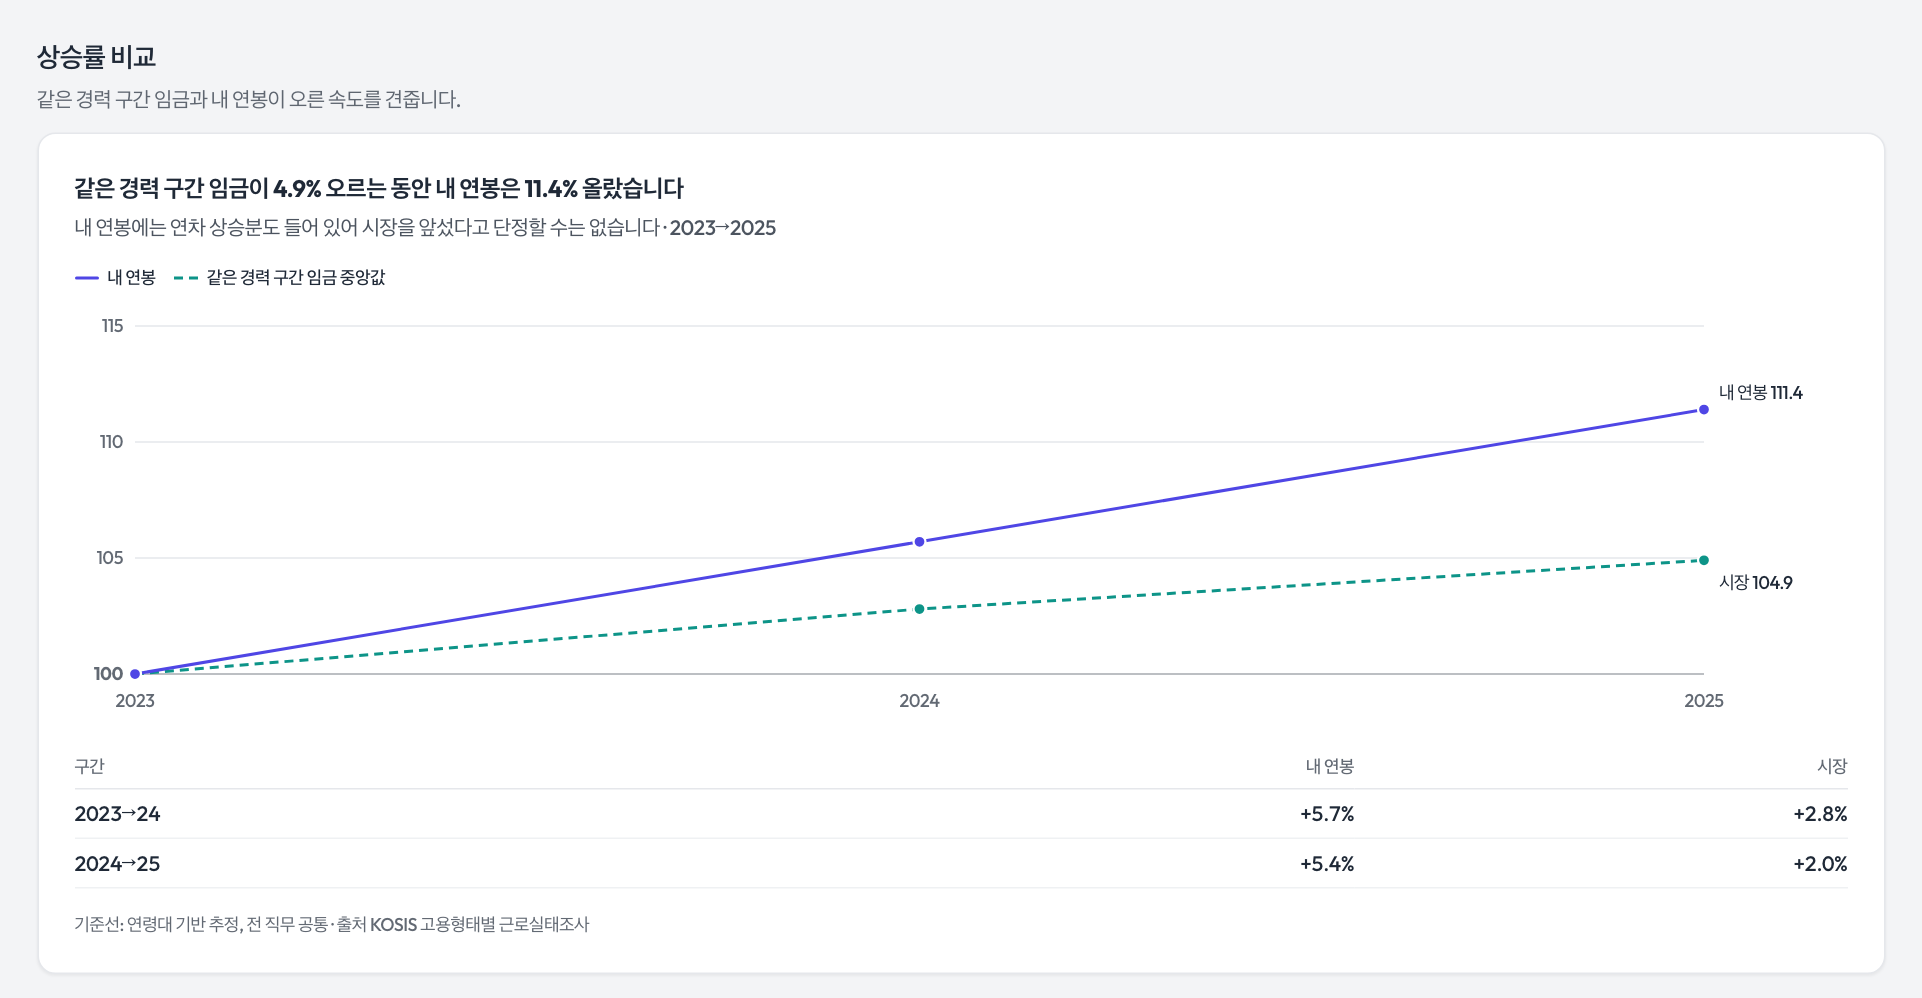 상승률 비교
같은 경력 구간 임금과 내 연봉이 오른 속도를 견줍니다.
같은 경력 구간 임금이 4.9% 오르는 동안 내 연봉은 11.4% 올랐습니다
내 연봉에는 연차 상승분도 들어 있어 시장을 앞섰다고 단정할 수는 없습니다 · 2023→2025
내 연봉 같은 경력 구간 임금 중앙값
115
내 연봉 111.4
110
105
시장 104.9
100
2023 2024 2025
구간 내 연봉 시장
2023→24 +5.7% +2.8%
2024→25 +5.4% +2.0%
기준선: 연령대 기반 추정, 전 직무 공통 · 출처 KOSIS 고용형태별 근로실태조사